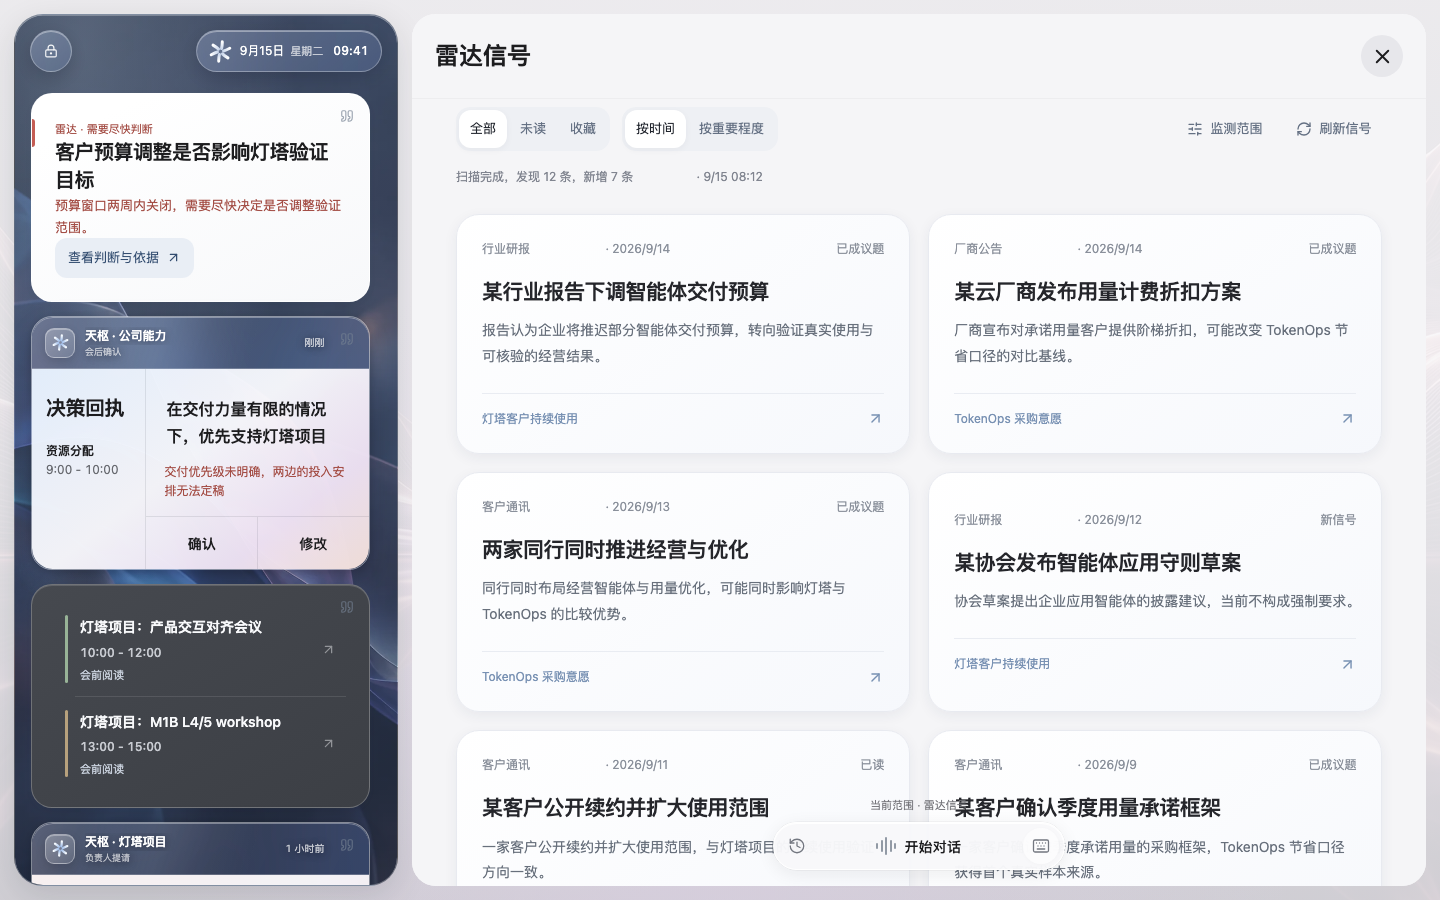 9月15日 星期二 09:41
雷达 · 需要尽快判断
客户预算调整是否影响灯塔验证
目标
预算窗口两周内关闭，需要尽快决定是否调整验证
范围。
查看判断与依据
天枢 · 公司能力
会后确认
刚刚
决策回执
资源分配
9:00 - 10:00
在交付力量有限的情况
下，优先支持灯塔项目
交付优先级未明确，两边的投入安
排无法定稿
确认
修改
灯塔项目：产品交互对齐会议
10:00 - 12:00
会前阅读
灯塔项目：M1B L4/5 workshop
13:00 - 15:00
会前阅读
天枢 · 灯塔项目
负责人提请
1 小时前
雷达信号
全部 未读 收藏 按时间 按重要程度
监测范围 刷新信号
扫描完成，发现 12 条，新增 7 条 · 9/15 08:12
行业研报 · 2026/9/14 已成议题
某行业报告下调智能体交付预算
报告认为企业将推迟部分智能体交付预算，转向验证真实使用与
可核验的经营结果。
灯塔客户持续使用
厂商公告 · 2026/9/14 已成议题
某云厂商发布用量计费折扣方案
厂商宣布对承诺用量客户提供阶梯折扣，可能改变 TokenOps 节
省口径的对比基线。
TokenOps 采购意愿
客户通讯 · 2026/9/13 已成议题
两家同行同时推进经营与优化
同行同时布局经营智能体与用量优化，可能同时影响灯塔与
TokenOps 的比较优势。
TokenOps 采购意愿
行业研报 · 2026/9/12 新信号
某协会发布智能体应用守则草案
协会草案提出企业应用智能体的披露建议，当前不构成强制要求。
灯塔客户持续使用
客户通讯 · 2026/9/11 已读
某客户公开续约并扩大使用范围
一家客户公开续约并扩大使用范围，与灯塔项目
方向一致。
客户通讯 · 2026/9/9 已成议题
某客户确认季度用量承诺框架
度承诺用量的采购框架，TokenOps 节省口径
获得首个真实样本来源。
当前范围 · 雷达信
开始对话